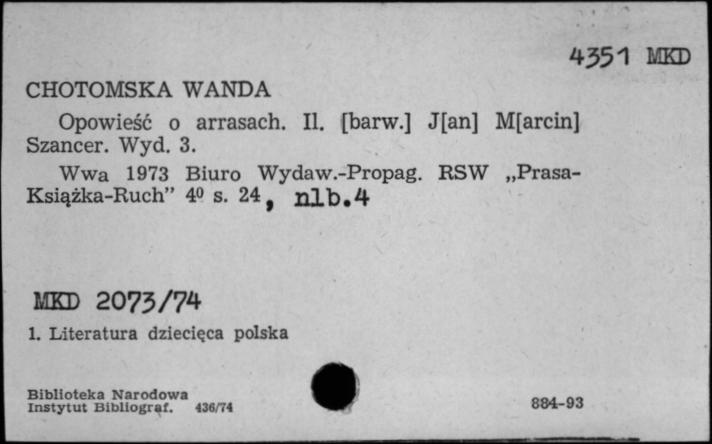 4351 MKD
CHOTOMSKA WANDA
Opowieść o arrasach. Il. [barw.] J[an] M[arcin]
Szancer. Wyd. 3.
Wwa 1973 Biuro Wydaw.-Propag. RSW „Prasa-
Książka-Ruch” 4⁰ s. 24, nlb.4
MKD 2073/74
1. Literatura dziecięca polska
Biblioteka Narodowa
Instytut Bibliograf. 436/74
884-93